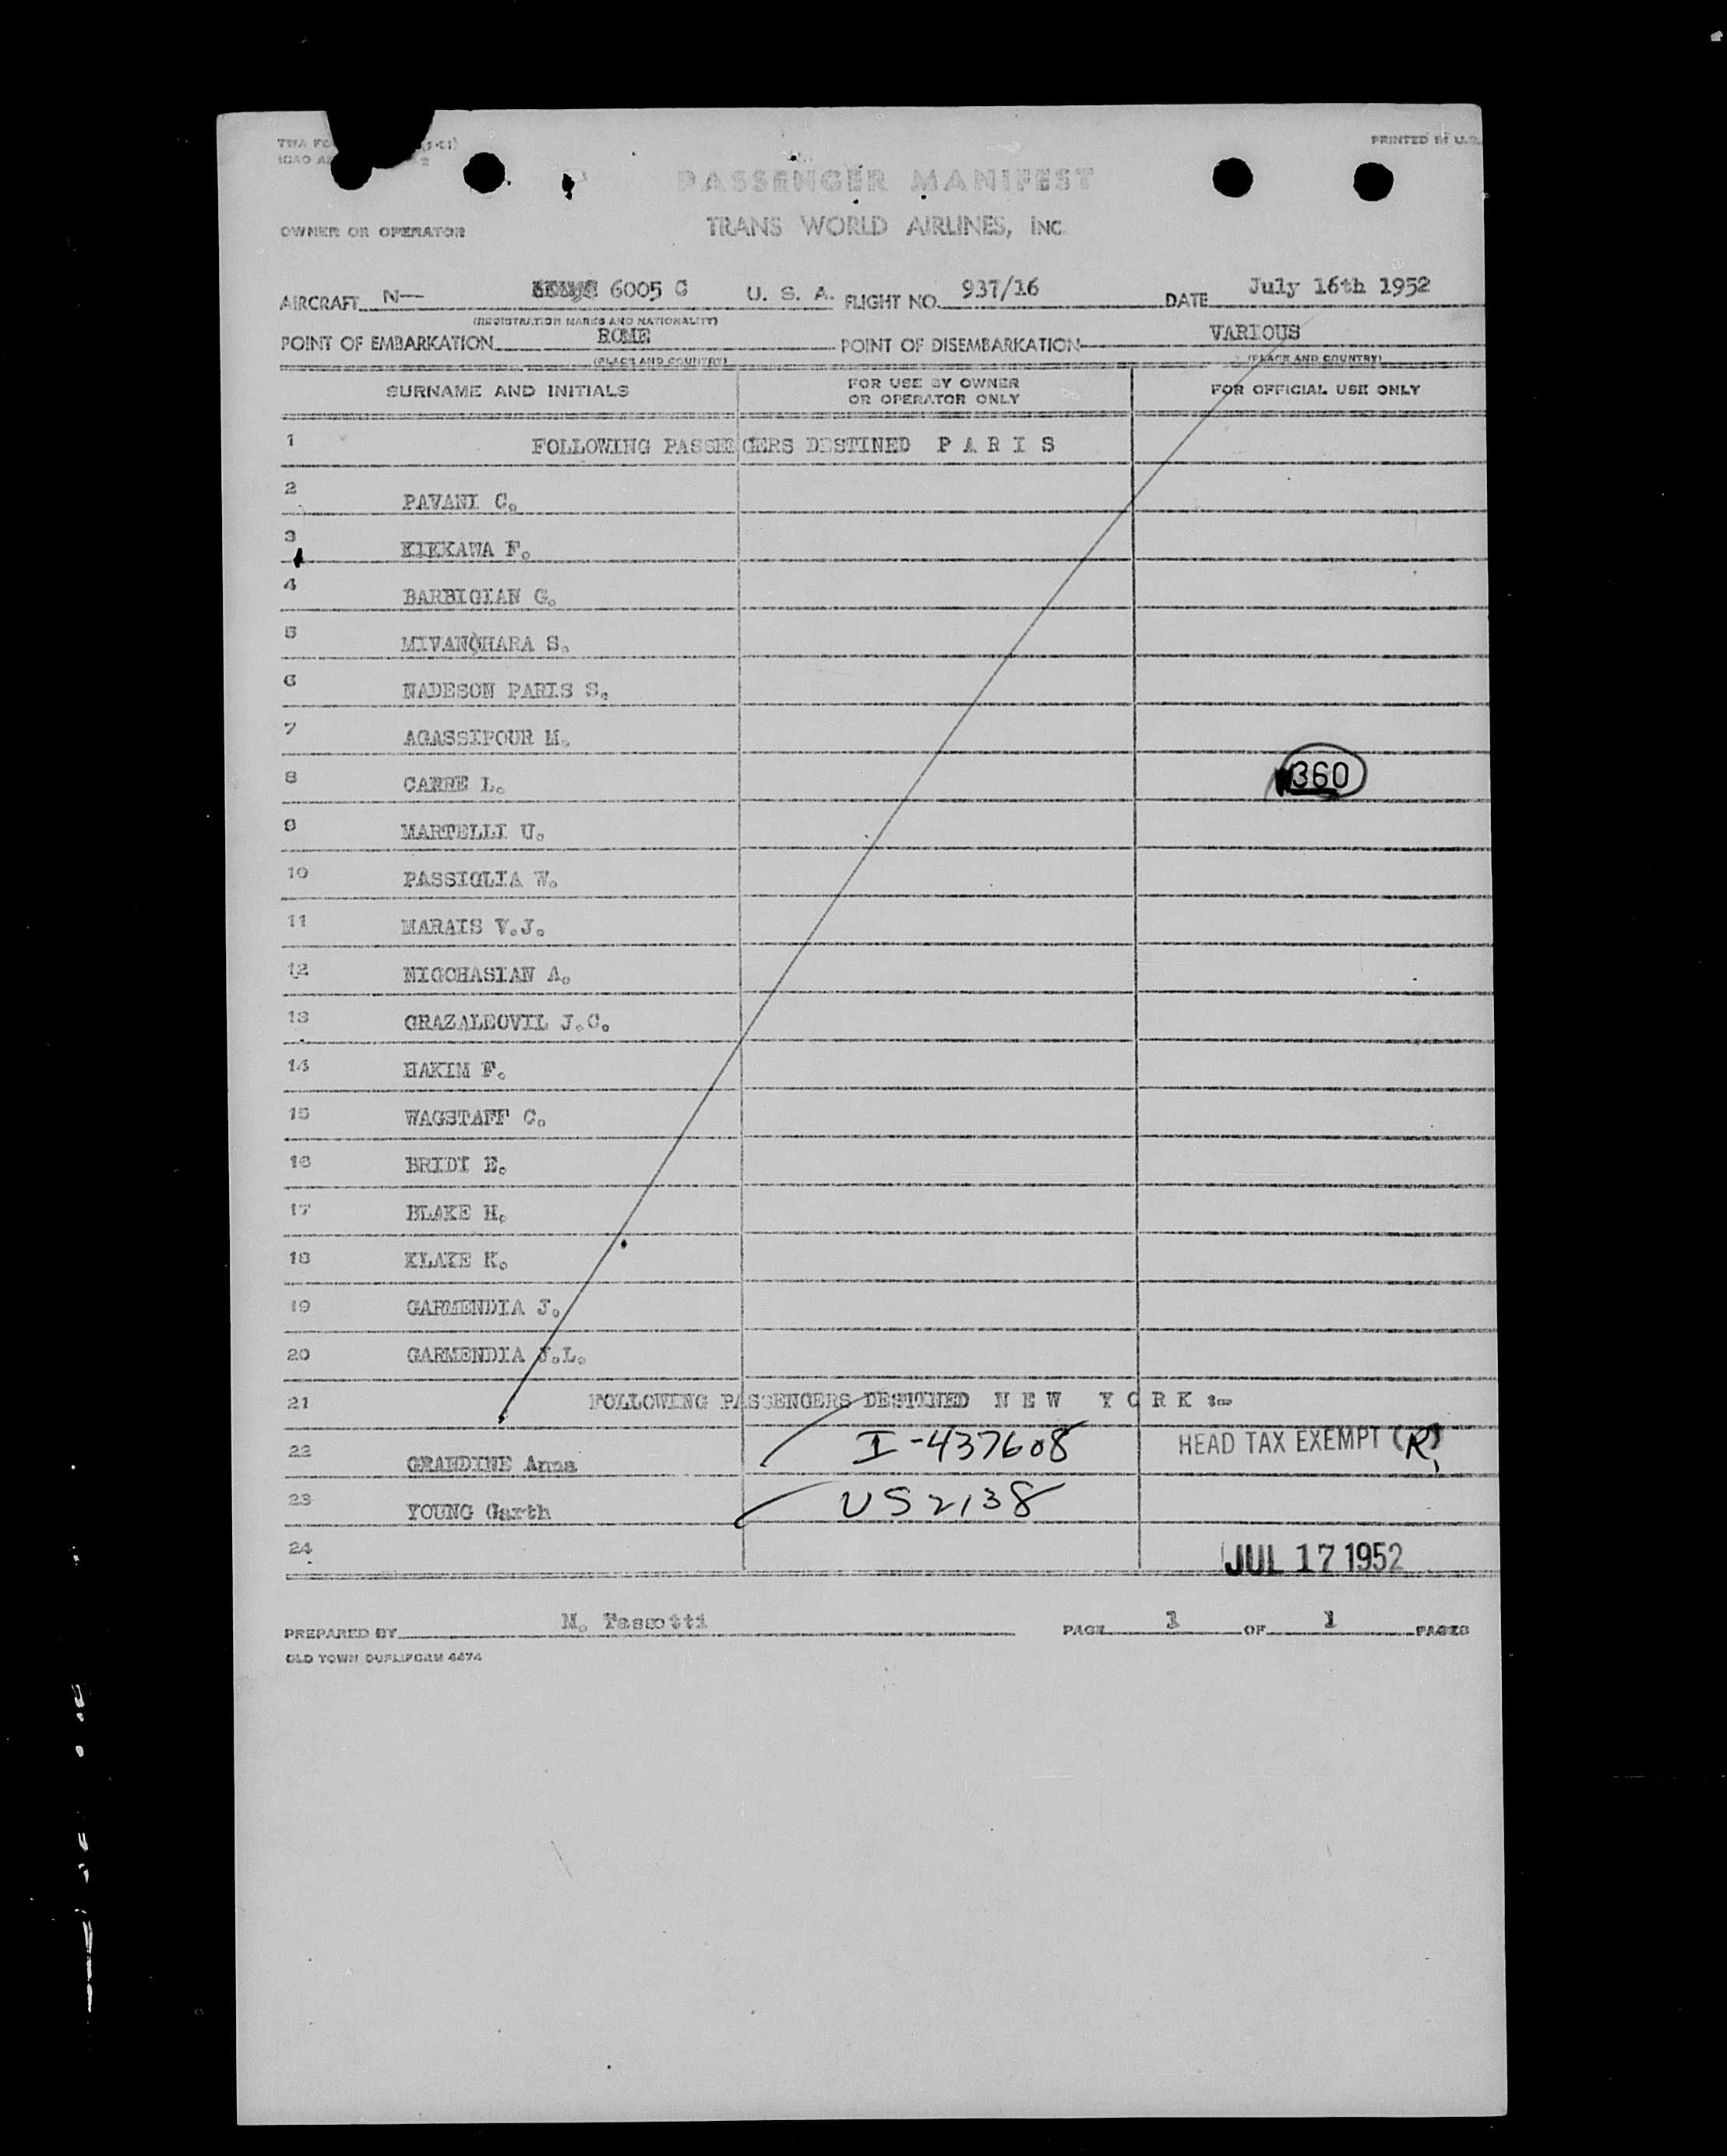 TWA FO
PRINTED IN U.S.
ICAO
PASSENGER MANIFEST
OWNER OR OPERATOR
TRANS WORLD AIRLINES, INC.
AIRCRAFT N— 6005 C U. S. A. FLIGHT NO. 937/16 DATE July 16th 1952
(REGISTRATION MARKS AND NATIONALITY)
POINT OF EMBARKATION ROME POINT OF DISEMBARKATION VARIOUS
(PLACE AND COUNTRY) (PLACE AND COUNTRY)
SURNAME AND INITIALS FOR USE BY OWNER OR OPERATOR ONLY FOR OFFICIAL USE ONLY
1 FOLLOWING PASSENGERS DESTINED P A R I S
2 PAVANI C.
3 KIKKAWA F.
4 BARBIGIAN G.
5 MIVANOHARA S.
6 NADESON PARIS S.
7 AGASSIPOUR M.
8 CARRE L. 360
9 MARTELLI U.
10 PASSIGLIA W.
11 MARAIS V.J.
12 NIGOHASIAN A.
13 GRAZALEOVIL J.C.
14 HAKIM F.
15 WAGSTAFF C.
16 BRIDI E.
17 BLAKE H.
18 KLAKE K.
19 GARMENDIA J.
20 GARMENDIA J.L.
21 FOLLOWING PASSENGERS DESTINED N E W Y O R K :-
22 GRANDINE Anna I-437608 HEAD TAX EXEMPT (R)
23 YOUNG Garth US 2138
24 JUL 17 1952
PREPARED BY M. Tassotti PAGE 1 OF 1 PAGES
OLD TOWN DUPLIFORM 4474